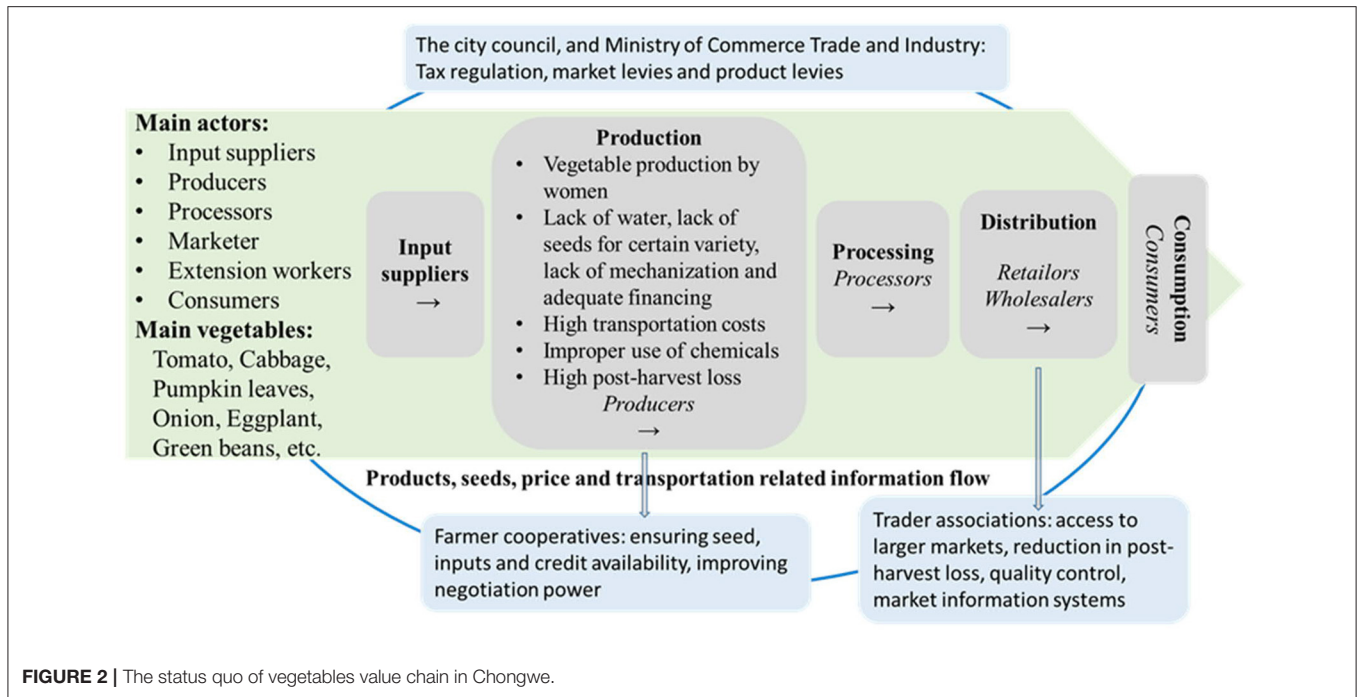 The city council, and Ministry of Commerce Trade and Industry:
Tax regulation, market levies and product levies
Main actors:
• Input suppliers
• Producers
• Processors
• Marketer
• Extension workers
• Consumers
Main vegetables:
Tomato, Cabbage,
Pumpkin leaves,
Onion, Eggplant,
Green beans, etc.
Input
suppliers
→
Production
• Vegetable production by
women
• Lack of water, lack of
seeds for certain variety,
lack of mechanization and
adequate financing
• High transportation costs
• Improper use of chemicals
• High post-harvest loss
Producers
→
Processing
Processors
→
Distribution
Retailors
Wholesalers
→
Consumption
Consumers
Products, seeds, price and transportation related information flow
Farmer cooperatives: ensuring seed,
inputs and credit availability, improving
negotiation power
Trader associations: access to
larger markets, reduction in post-
harvest loss, quality control,
market information systems
FIGURE 2 | The status quo of vegetables value chain in Chongwe.